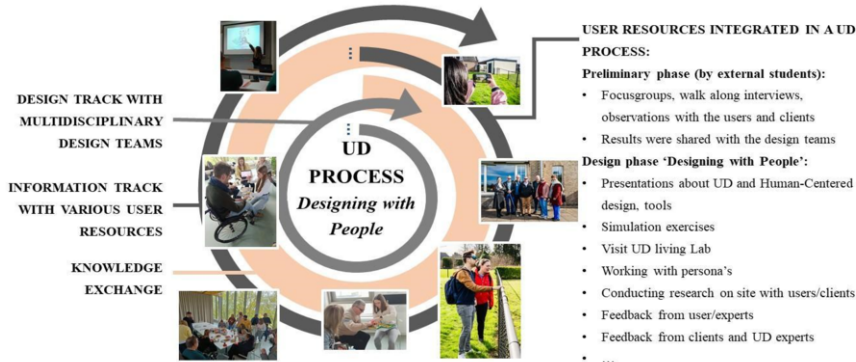 DESIGN TRACK WITH
MULTIDISCIPLINARY
DESIGN TEAMS
INFORMATION TRACK
WITH VARIOUS USER
RESOURCES
KNOWLEDGE
EXCHANGE
UD
PROCESS
Designing with
People
USER RESOURCES INTEGRATED IN A UD
PROCESS:
Preliminary phase (by external students):
• Focusgroups, walk along interviews,
observations with the users and clients
• Results were shared with the design teams
Design phase ‘Designing with People’:
• Presentations about UD and Human-Centered
design, tools
• Simulation exercises
• Visit UD living Lab
• Working with persona’s
• Conducting research on site with users/clients
• Feedback from user/experts
• Feedback from clients and UD experts
• ...